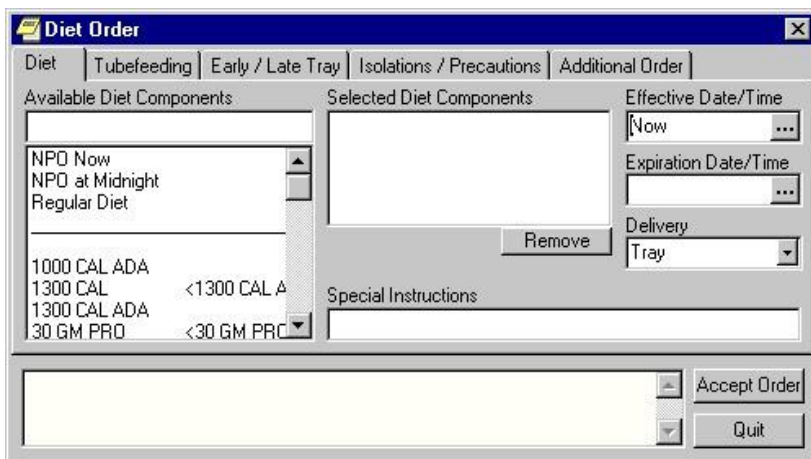 Diet Order
Diet Tubefeeding Early / Late Tray Isolations / Precautions Additional Order
Available Diet Components
NPO Now
NPO at Midnight
Regular Diet
1000 CAL ADA
1300 CAL <1300 CAL A
1300 CAL ADA
30 GM PRO <30 GM PRO
Selected Diet Components
Remove
Effective Date/Time
Now ...
Expiration Date/Time
...
Delivery
Tray
Special Instructions
Accept Order
Quit